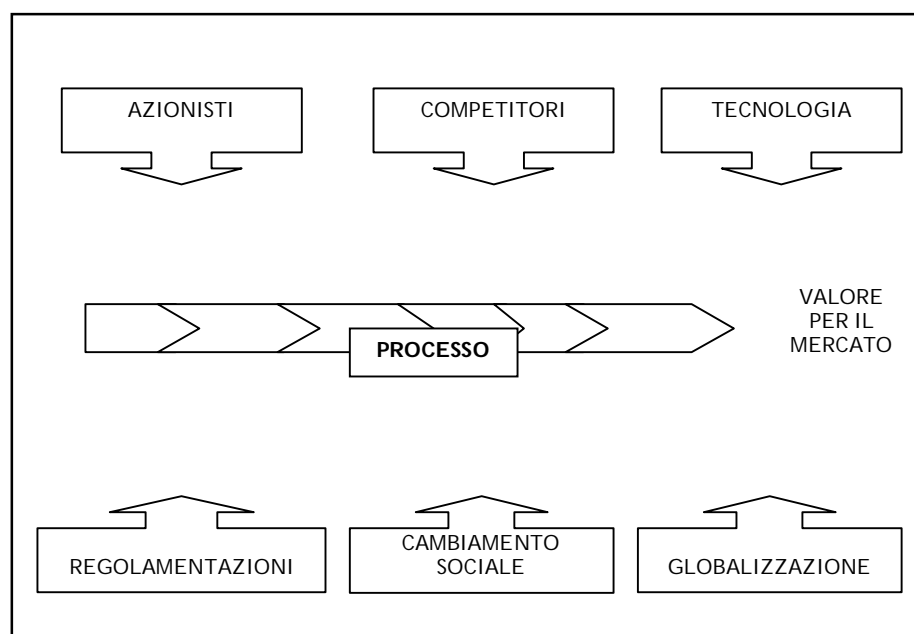 AZIONISTI
COMPETITORI
TECNOLOGIA
VALORE
PER IL
MERCATO
PROCESSO
REGOLAMENTAZIONI
CAMBIAMENTO
SOCIALE
GLOBALIZZAZIONE